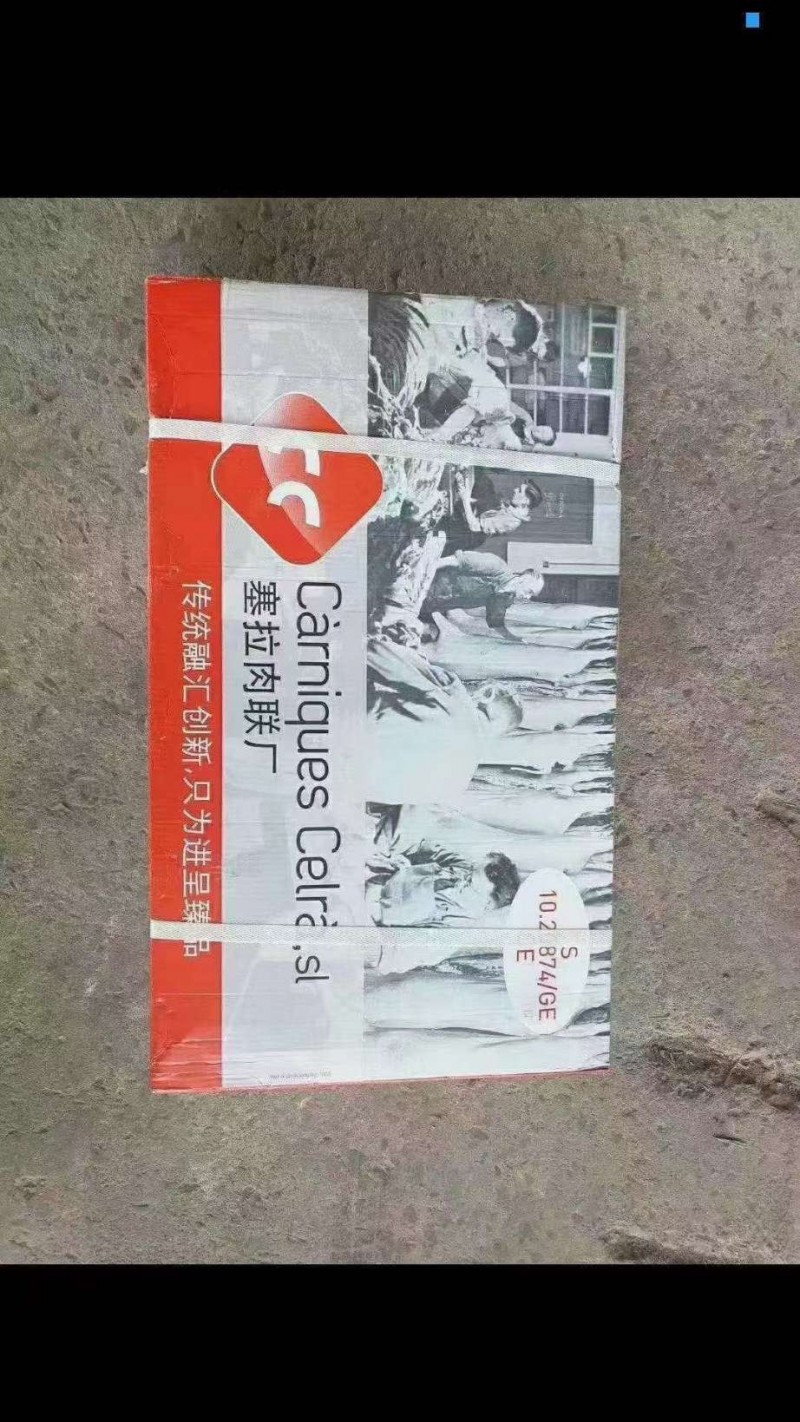 Càrniques Celrà,sl
塞拉肉联厂
传统融汇创新,只为进呈臻品
S
10.2 874/GE
E